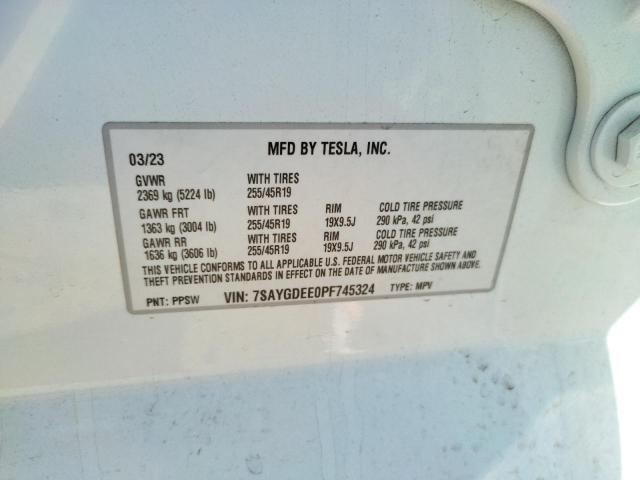 MFD BY TESLA, INC.
03/23
GVWR WITH TIRES
2369 kg (5224 lb) 255/45R19
GAWR FRT WITH TIRES RIM COLD TIRE PRESSURE
1363 kg (3004 lb) 255/45R19 19X9.5J 290 kPa, 42 psi
GAWR RR WITH TIRES RIM COLD TIRE PRESSURE
1636 kg (3606 lb) 255/45R19 19X9.5J 290 kPa, 42 psi
THIS VEHICLE CONFORMS TO ALL APPLICABLE U.S. FEDERAL MOTOR VEHICLE SAFETY AND
THEFT PREVENTION STANDARDS IN EFFECT ON THE DATE OF MANUFACTURE SHOWN ABOVE.
PNT: PPSW VIN: 7SAYGDEE0PF745324 TYPE: MPV